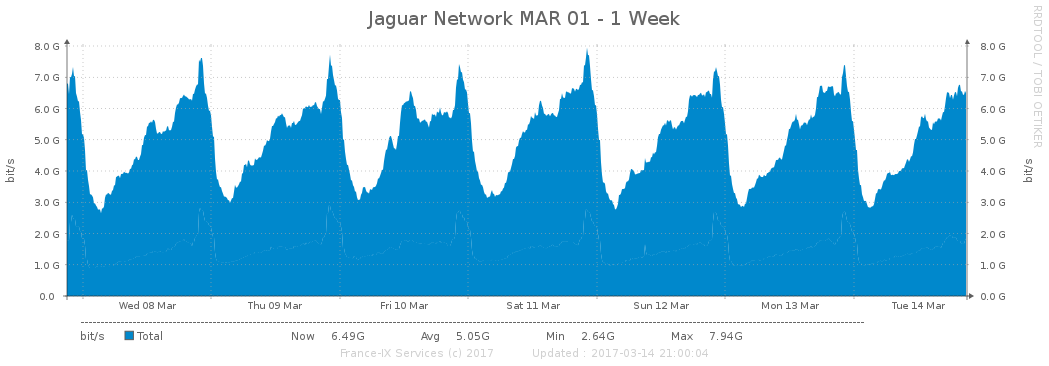 Jaguar Network MAR 01 - 1 Week
RRDTOOL / TOBI OETIKER
bit/s
bit/s
8.0 G 8.0 G
7.0 G 7.0 G
6.0 G 6.0 G
5.0 G 5.0 G
4.0 G 4.0 G
3.0 G 3.0 G
2.0 G 2.0 G
1.0 G 1.0 G
0.0 0.0 G
Wed 08 Mar Thu 09 Mar Fri 10 Mar Sat 11 Mar Sun 12 Mar Mon 13 Mar Tue 14 Mar
bit/s Total Now 6.49G Avg 5.05G Min 2.64G Max 7.94G
France-IX Services (c) 2017 Updated : 2017-03-14 21:00:04